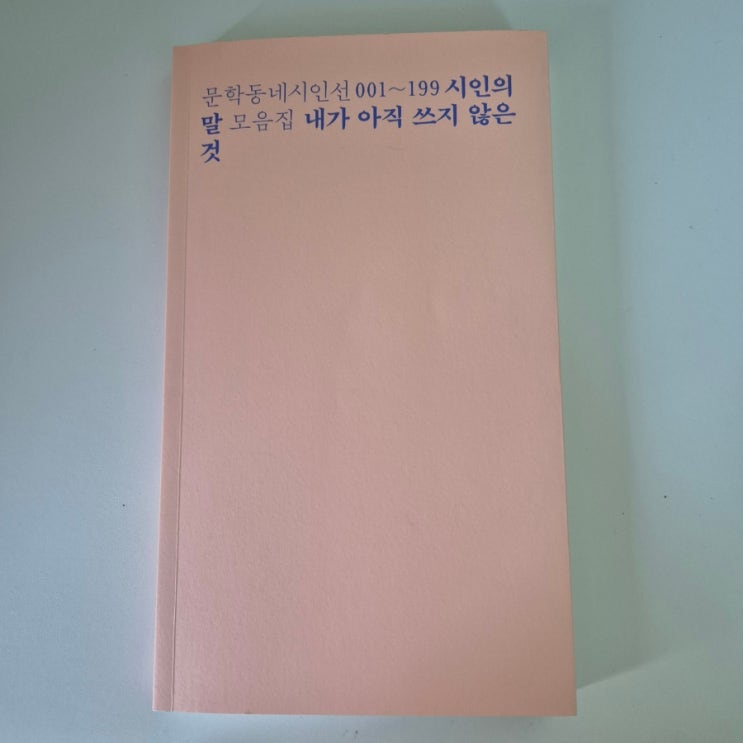 문학동네시인선 001~199 시인의
말 모음집 내가 아직 쓰지 않은
것